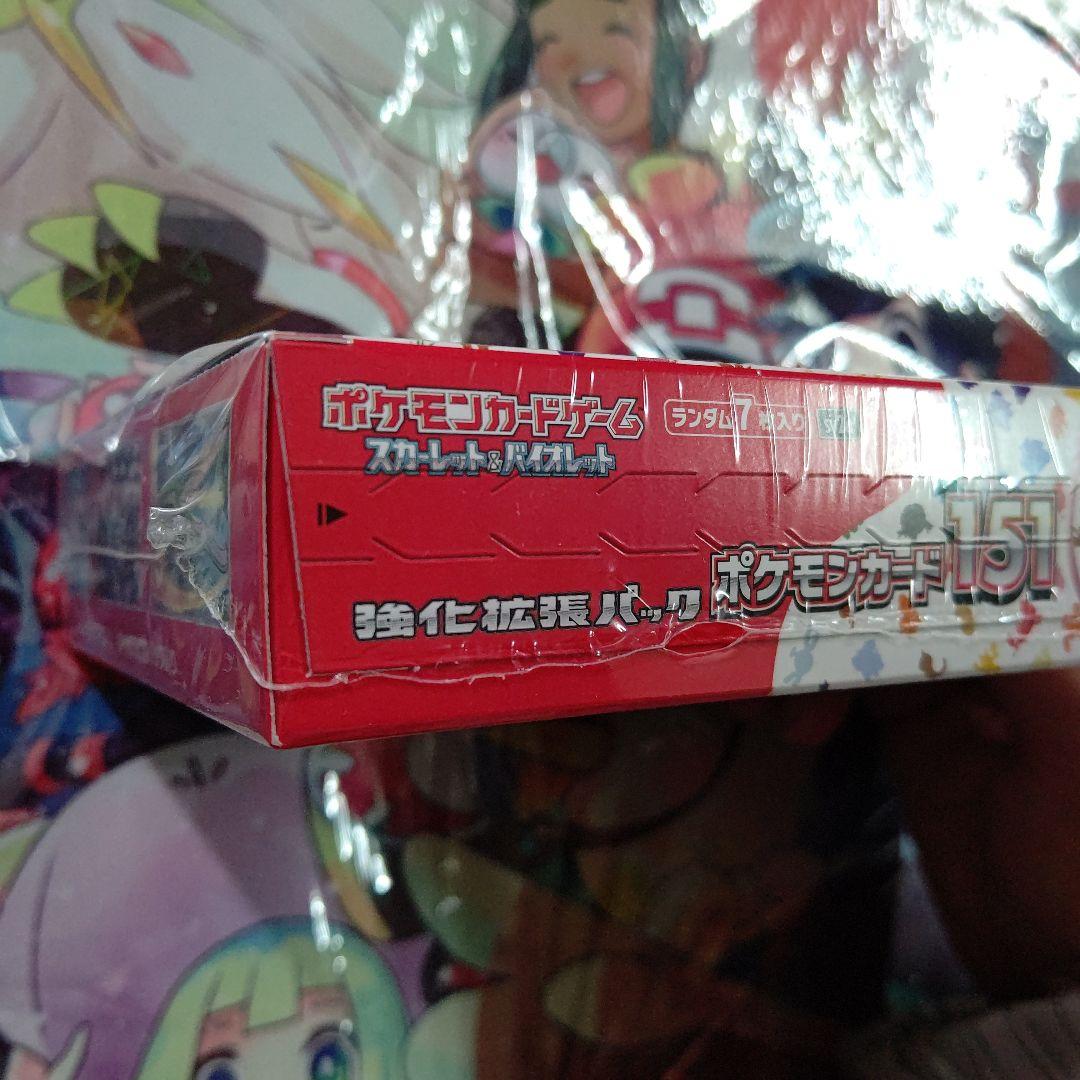 ポケモンカードゲーム
スカーレット&バイオレット
ランダム7枚入り
強化拡張パック
ポケモンカード151